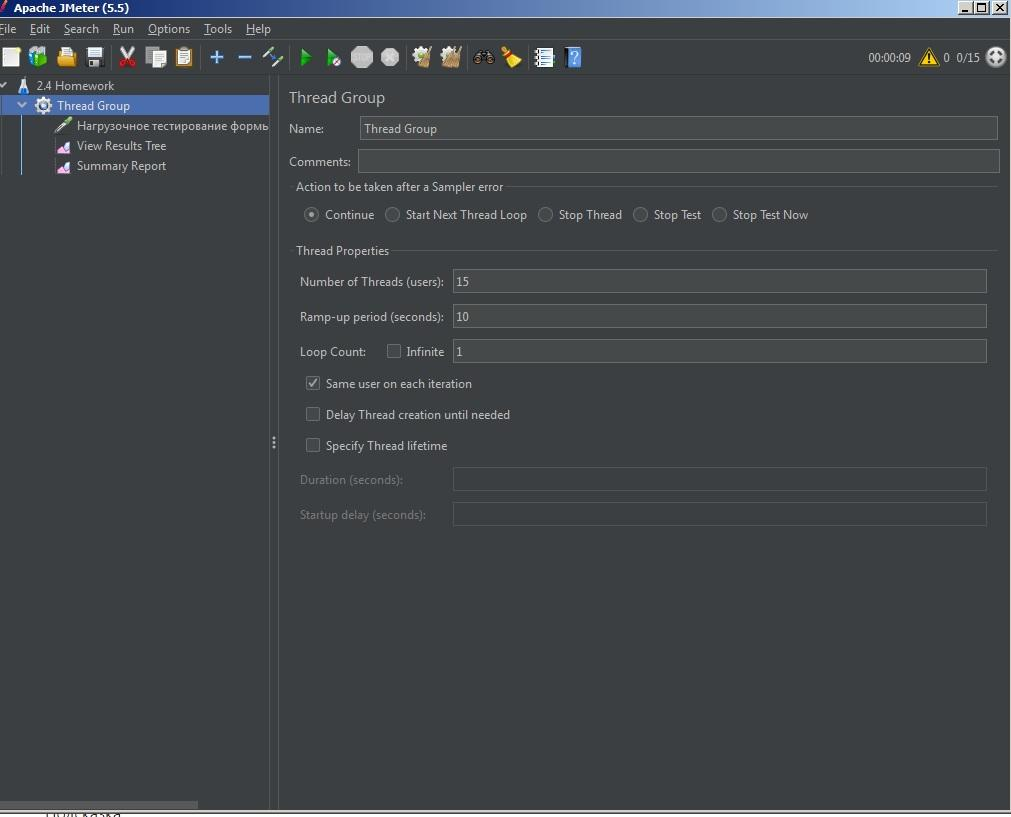 Apache JMeter (5.5)
File Edit Search Run Options Tools Help
00:00:09 0 0/15
2.4 Homework
Thread Group
Нагрузочное тестирование формы
View Results Tree
Summary Report
Thread Group
Name: Thread Group
Comments:
Action to be taken after a Sampler error
Continue Start Next Thread Loop Stop Thread Stop Test Stop Test Now
Thread Properties
Number of Threads (users): 15
Ramp-up period (seconds): 10
Loop Count: Infinite 1
Same user on each iteration
Delay Thread creation until needed
Specify Thread lifetime
Duration (seconds):
Startup delay (seconds):